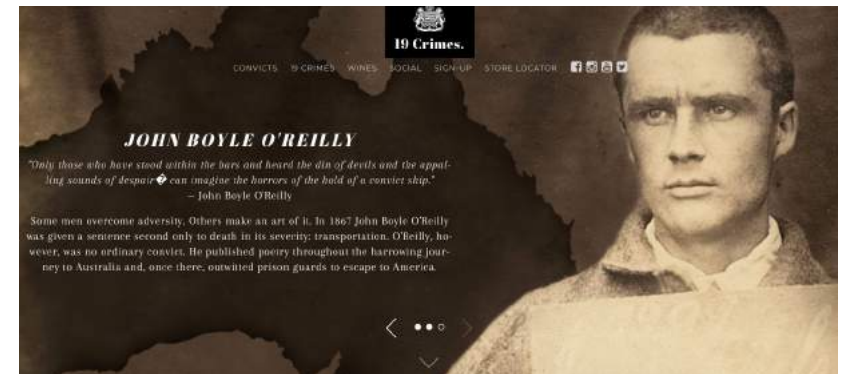 19 Crimes.
CONVICTS 19 CRIMES WINES SOCIAL SIGN-UP STORE LOCATOR
JOHN BOYLE O'REILLY
"Only those who have stood within the bars and heard the din of devils and the appal-
ling sounds of despair� can imagine the horrors of the hold of a convict ship."
– John Boyle O'Reilly
Some men overcome adversity. Others make an art of it. In 1867 John Boyle O'Reilly
was given a sentence second only to death in its severity: transportation. O'Reilly, ho-
wever, was no ordinary convict. He published poetry throughout the harrowing jour-
ney to Australia and, once there, outwitted prison guards to escape to America.